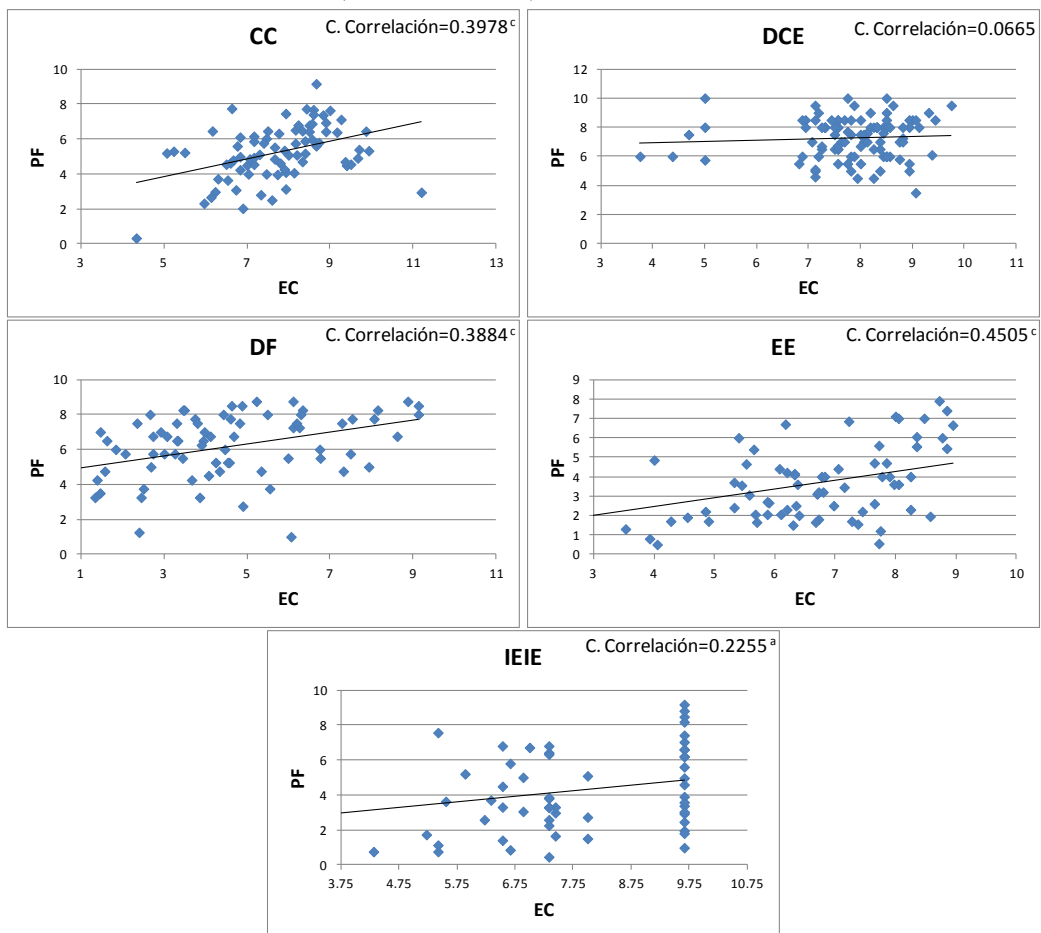 CC C. Correlación=0.3978 c
10
8
6
4
2
0
PF
3 5 7 9 11 13
EC
DCE C. Correlación=0.0665
12
10
8
6
4
2
0
PF
3 4 5 6 7 8 9 10 11
EC
DF C. Correlación=0.3884 c
10
8
6
4
2
0
PF
1 3 5 7 9 11
EC
EE C. Correlación=0.4505 c
9
8
7
6
5
4
3
2
1
0
PF
3 4 5 6 7 8 9 10
EC
IEIE C. Correlación=0.2255 a
10
8
6
4
2
0
PF
3.75 4.75 5.75 6.75 7.75 8.75 9.75 10.75
EC